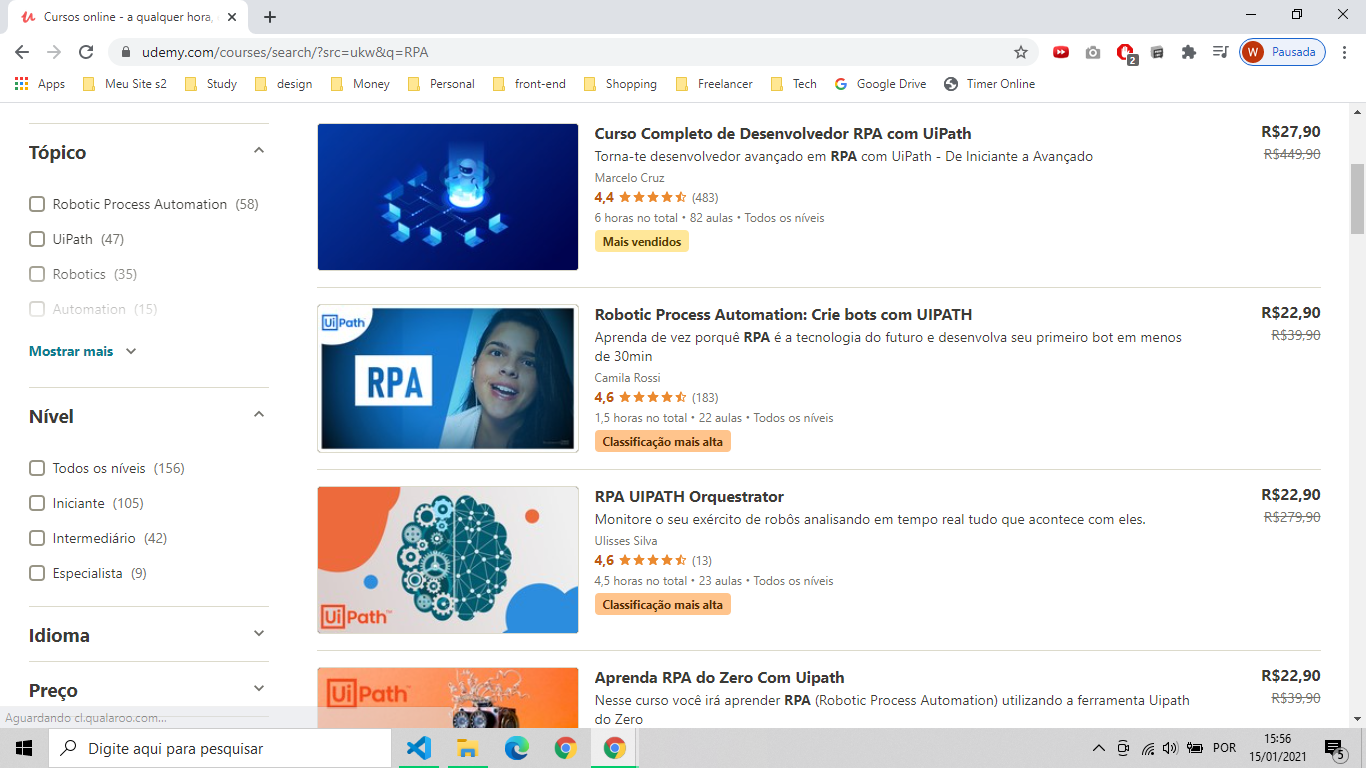 Cursos online - a qualquer hora,
udemy.com/courses/search/?src=ukw&q=RPA
2
W Pausada
Apps
Meu Site s2
Study
design
Money
Personal
front-end
Shopping
Freelancer
Tech
Google Drive
Timer Online
Tópico
Robotic Process Automation (58)
UiPath (47)
Robotics (35)
Automation (15)
Mostrar mais
Nível
Todos os níveis (156)
Iniciante (105)
Intermediário (42)
Especialista (9)
Idioma
Preço
Curso Completo de Desenvolvedor RPA com UiPath
R$27,90
Torna-te desenvolvedor avançado em RPA com UiPath - De Iniciante a Avançado
R$449,90
Marcelo Cruz
4,4 (483)
6 horas no total • 82 aulas • Todos os níveis
Mais vendidos
UiPath
RPA
Robotic Process Automation: Crie bots com UIPATH
R$22,90
Aprenda de vez porquê RPA é a tecnologia do futuro e desenvolva seu primeiro bot em menos
de 30min
R$39,90
Camila Rossi
4,6 (183)
1,5 horas no total • 22 aulas • Todos os níveis
Classificação mais alta
UiPath™
RPA UIPATH Orquestrator
R$22,90
Monitore o seu exército de robôs analisando em tempo real tudo que acontece com eles.
R$279,90
Ulisses Silva
4,6 (13)
4,5 horas no total • 23 aulas • Todos os níveis
Classificação mais alta
UiPath™
Aprenda RPA do Zero Com Uipath
R$22,90
Nesse curso você irá aprender RPA (Robotic Process Automation) utilizando a ferramenta Uipath
do Zero
R$39,90
Aguardando cl.qualaroo.com...
Digite aqui para pesquisar
POR
15:56
15/01/2021
5